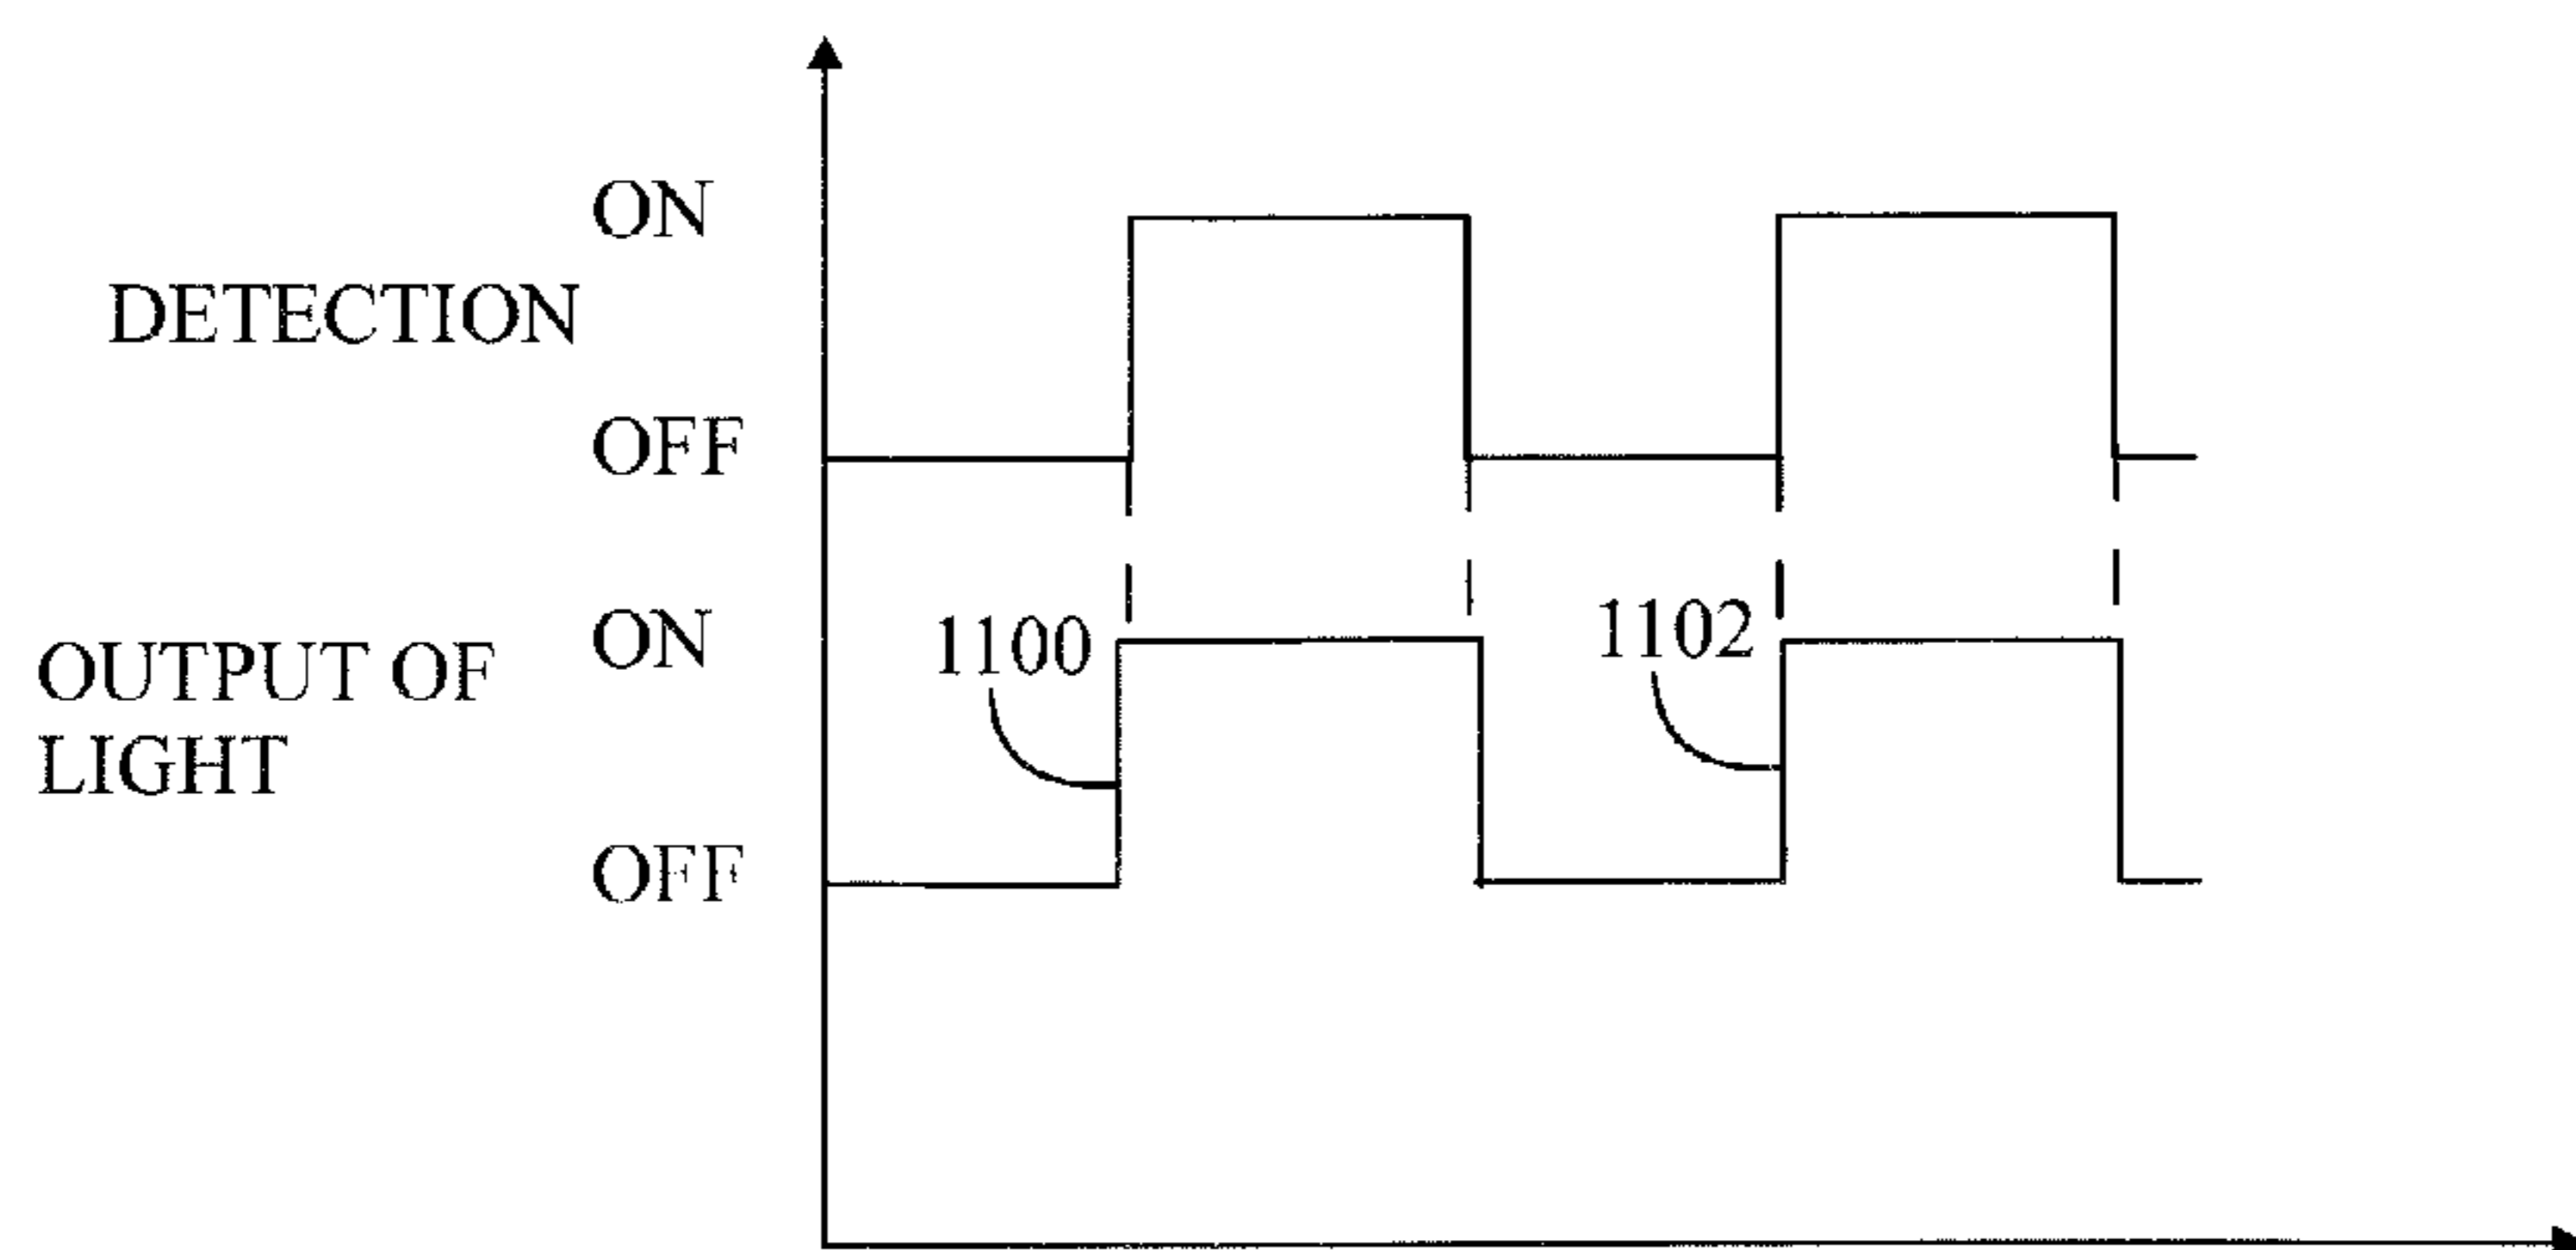 ON
DETECTION
OFF
ON
OUTPUT OF
LIGHT
OFF
1100
1102